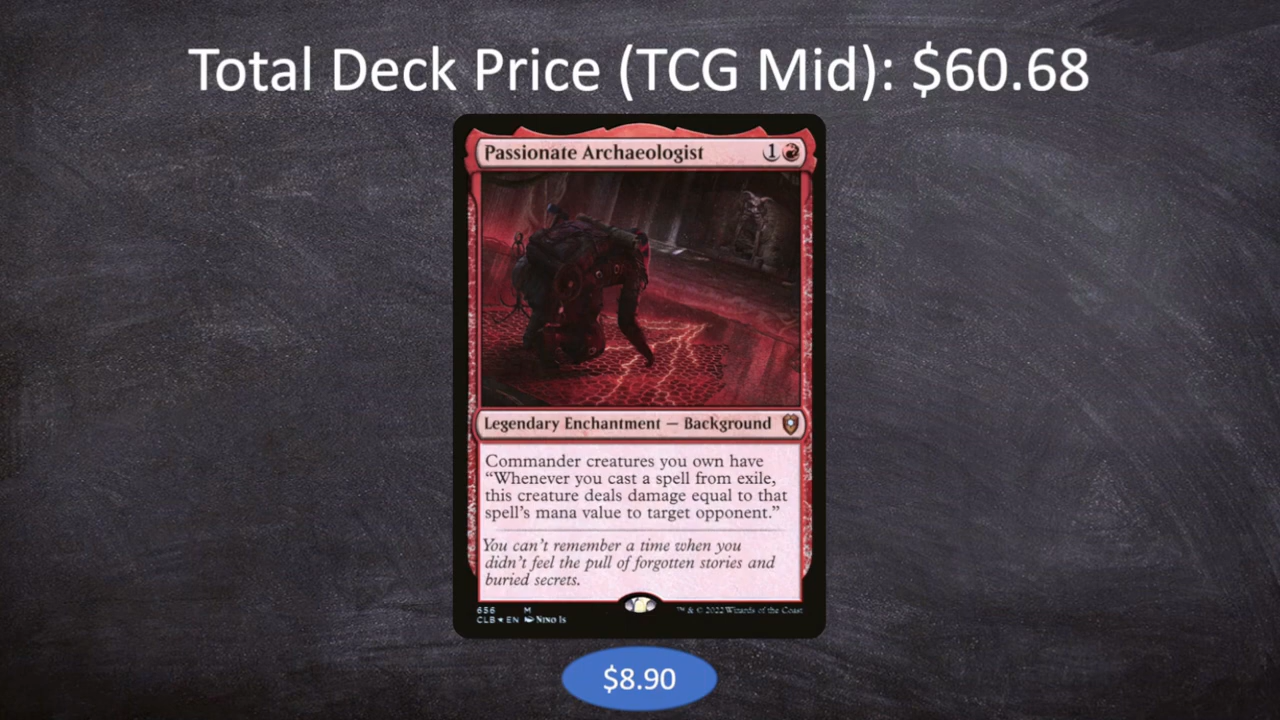 Total Deck Price (TCG Mid): $60.68
Passionate Archaeologist 1
Legendary Enchantment — Background
Commander creatures you own have
“Whenever you cast a spell from exile,
this creature deals damage equal to that
spell’s mana value to target opponent.”
You can’t remember a time when you
didn’t feel the pull of forgotten stories and
buried secrets.
656 M
CLB ★ EN Nino Is
™ & © 2022 Wizards of the Coast
$8.90